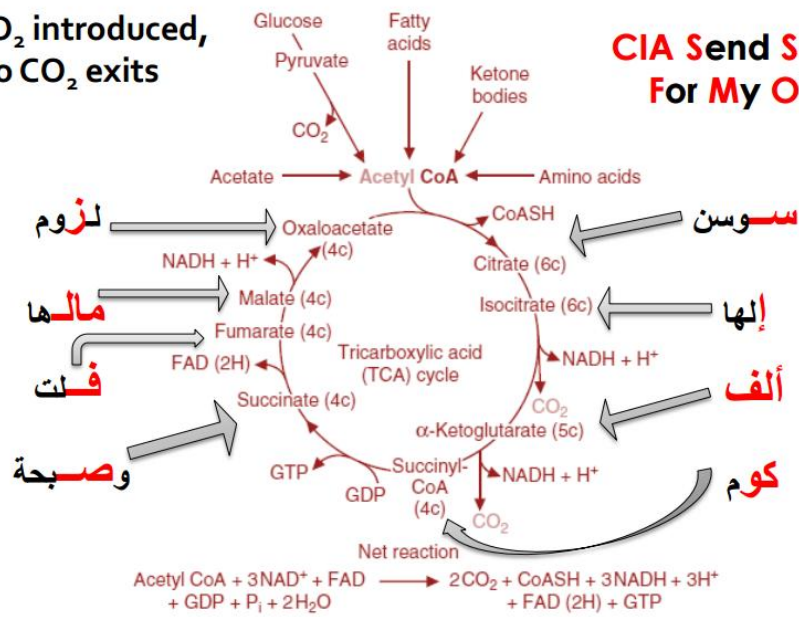 O₂ introduced,
o CO₂ exits
CIA Send S
For My O
Glucose
Pyruvate
CO₂
Fatty
acids
Ketone
bodies
Acetate
Acetyl CoA
Amino acids
CoASH
Oxaloacetate
(4c)
Citrate (6c)
NADH + H⁺
Malate (4c)
Isocitrate (6c)
Fumarate (4c)
FAD (2H)
Tricarboxylic acid
(TCA) cycle
NADH + H⁺
CO₂
Succinate (4c)
α-Ketoglutarate (5c)
GTP
GDP
Succinyl-
CoA
(4c)
NADH + H⁺
CO₂
لـزوم
مالـها
فـلت
وصـبحة
سـوسن
إلها
ألف
كوم
Net reaction
Acetyl CoA + 3NAD⁺ + FAD
+ GDP + Pᵢ + 2H₂O
2CO₂ + CoASH + 3NADH + 3H⁺
+ FAD (2H) + GTP